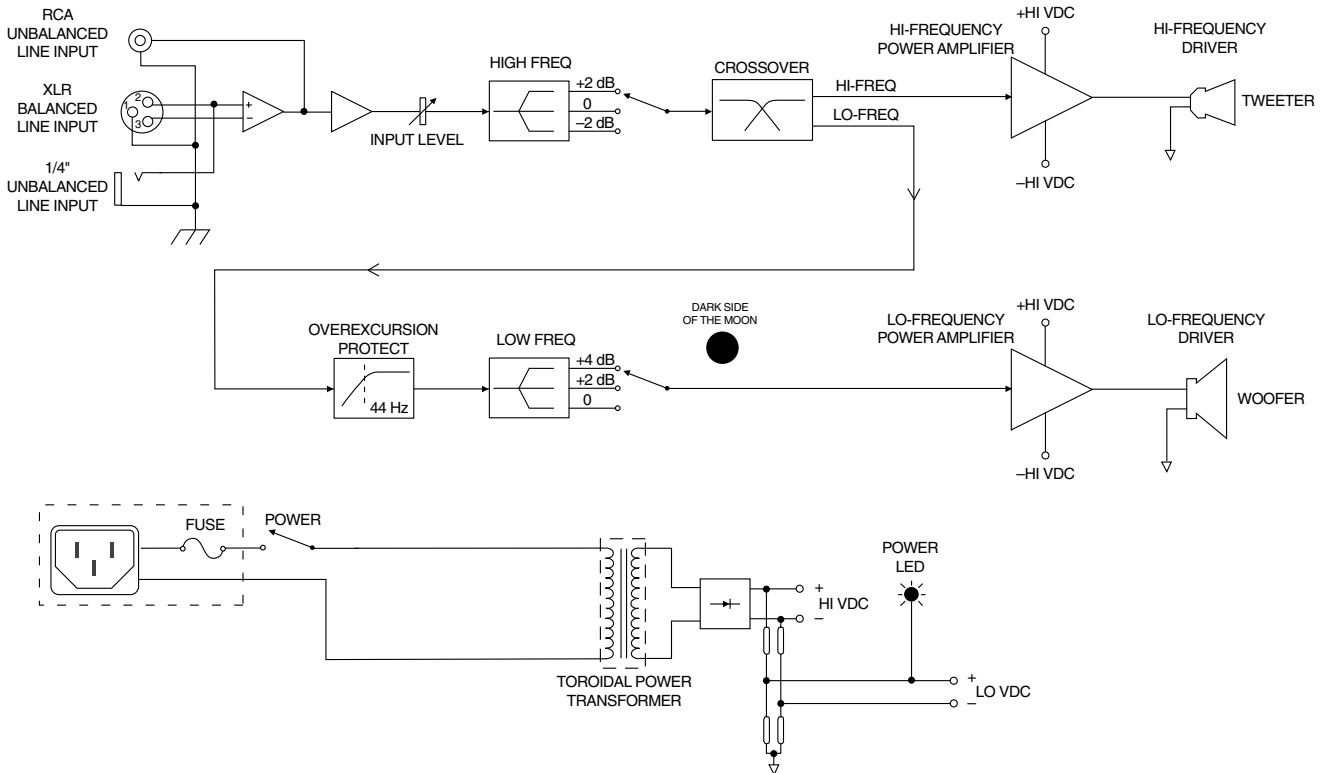 RCA
UNBALANCED
LINE INPUT
XLR
BALANCED
LINE INPUT
1/4"
UNBALANCED
LINE INPUT
1
2
3
+
−
INPUT LEVEL
HIGH FREQ
+2 dB
0
−2 dB
CROSSOVER
HI-FREQ
LO-FREQ
HI-FREQUENCY
POWER AMPLIFIER
+HI VDC
−HI VDC
HI-FREQUENCY
DRIVER
TWEETER
OVEREXCURSION
PROTECT
44 Hz
LOW FREQ
+4 dB
+2 dB
0
DARK SIDE
OF THE MOON
LO-FREQUENCY
POWER AMPLIFIER
+HI VDC
−HI VDC
LO-FREQUENCY
DRIVER
WOOFER
FUSE
POWER
TOROIDAL POWER
TRANSFORMER
+
HI VDC
−
POWER
LED
+
LO VDC
−